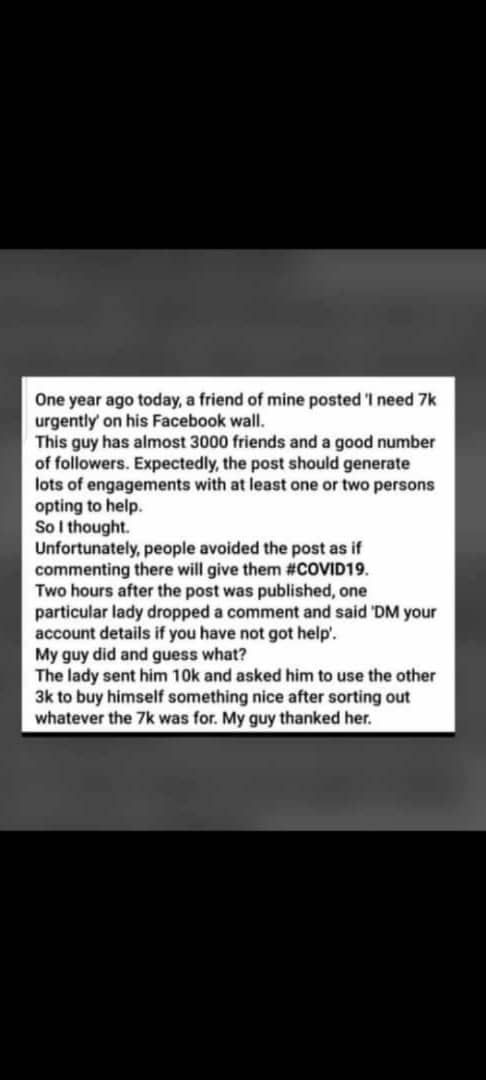 One year ago today, a friend of mine posted 'I need 7k
urgently' on his Facebook wall.
This guy has almost 3000 friends and a good number
of followers. Expectedly, the post should generate
lots of engagements with at least one or two persons
opting to help.
So I thought.
Unfortunately, people avoided the post as if
commenting there will give them #COVID19.
Two hours after the post was published, one
particular lady dropped a comment and said 'DM your
account details if you have not got help'.
My guy did and guess what?
The lady sent him 10k and asked him to use the other
3k to buy himself something nice after sorting out
whatever the 7k was for. My guy thanked her.